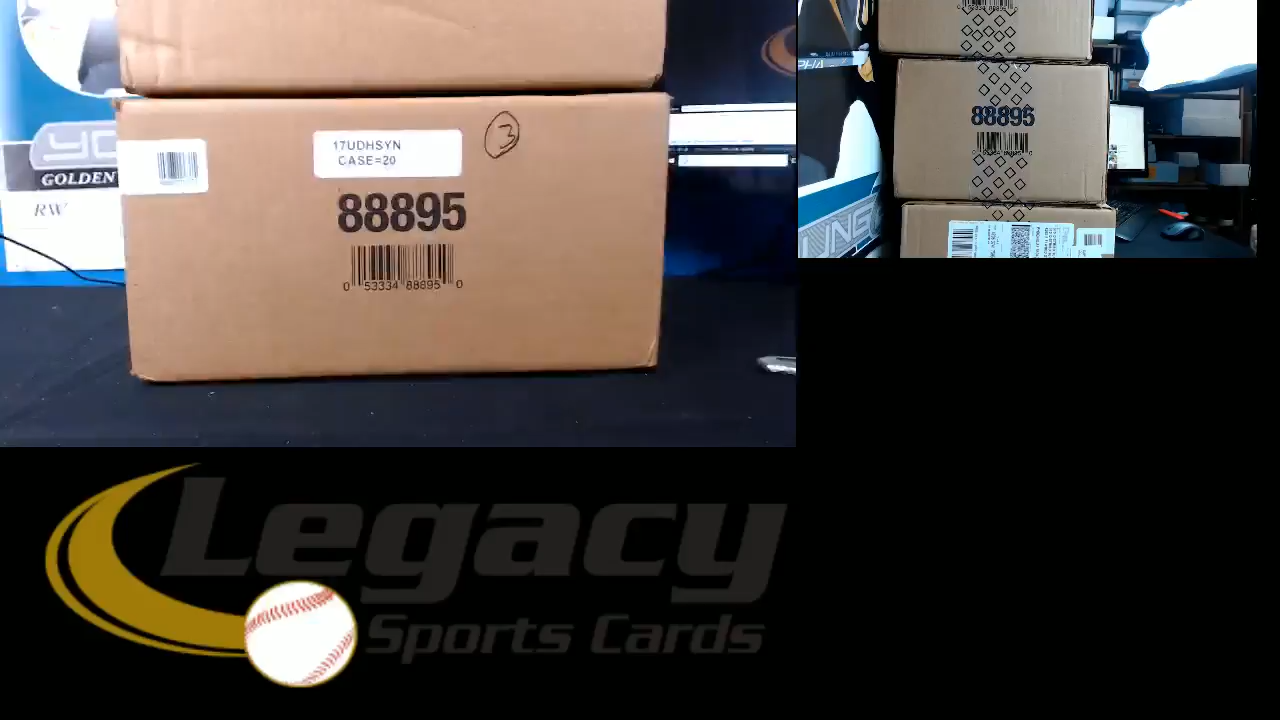 17UDHSYN
CASE=20
3
88895
0 53334 88895 0
GOLDEN
RW
88895
Legacy
Sports Cards